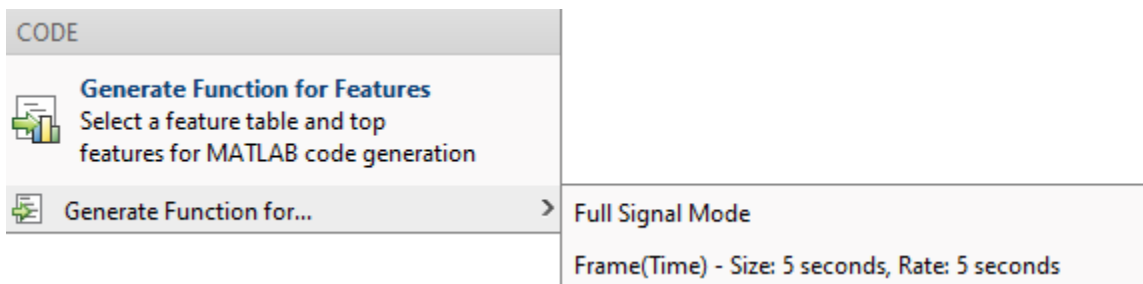 CODE
Generate Function for Features
Select a feature table and top
features for MATLAB code generation
Generate Function for...
Full Signal Mode
Frame(Time) - Size: 5 seconds, Rate: 5 seconds